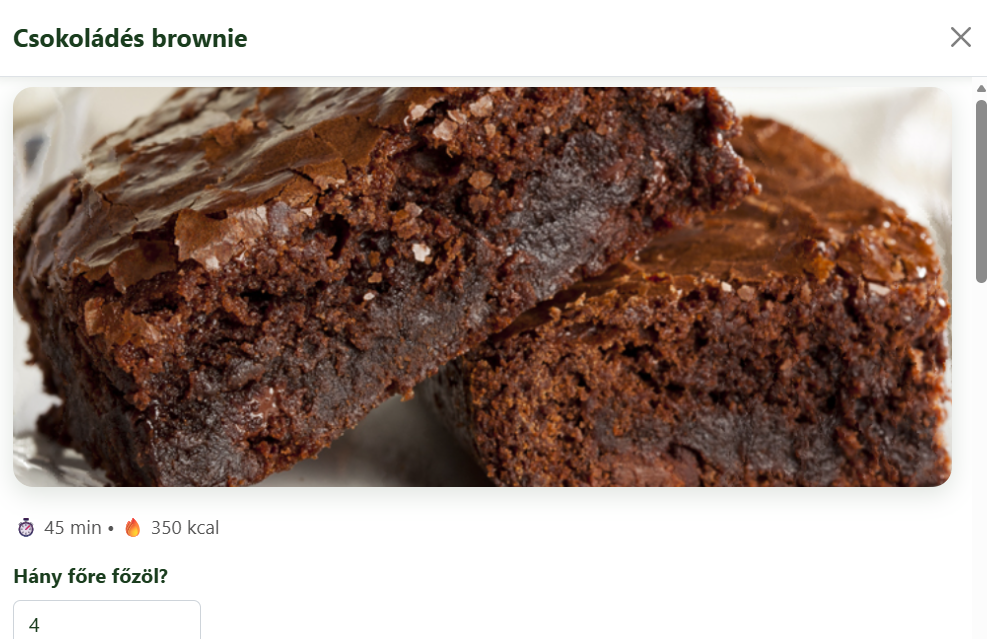 Csokoládés brownie
45 min • 350 kcal
Hány főre főzöl?
4